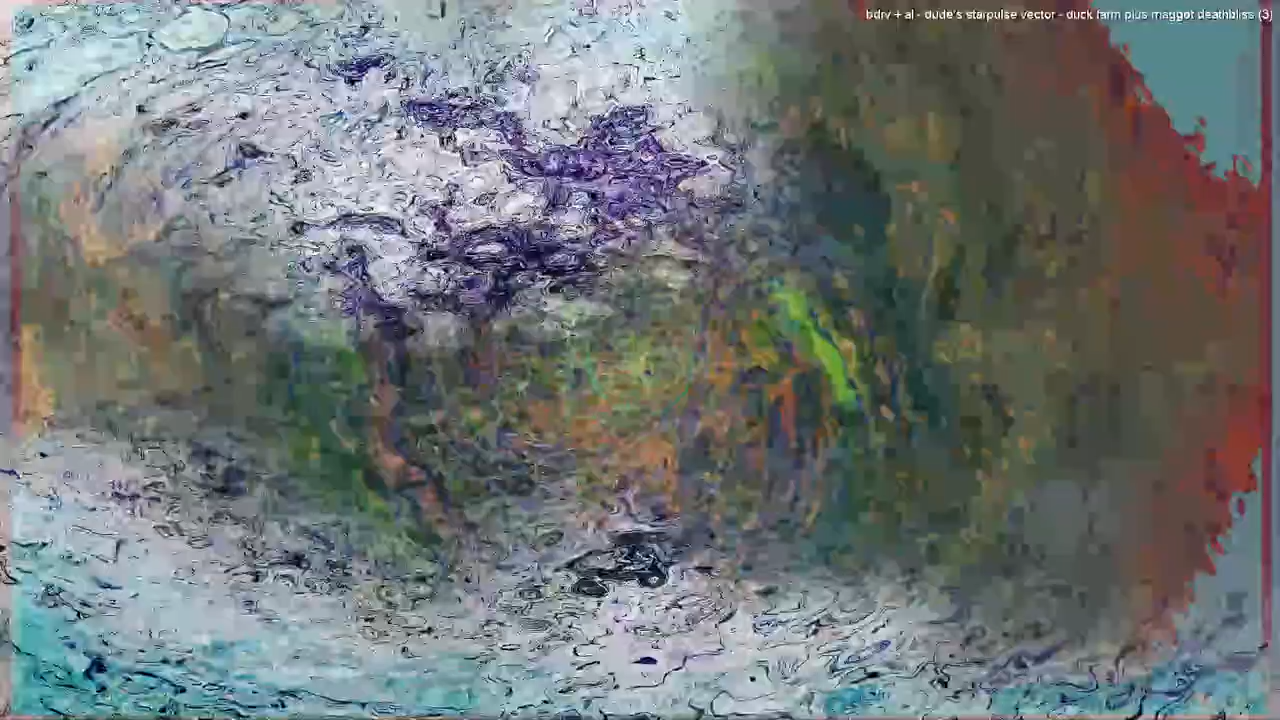 bdrv + al - dude's starpulse vector - duck farm plus maggot deathbliss (3)